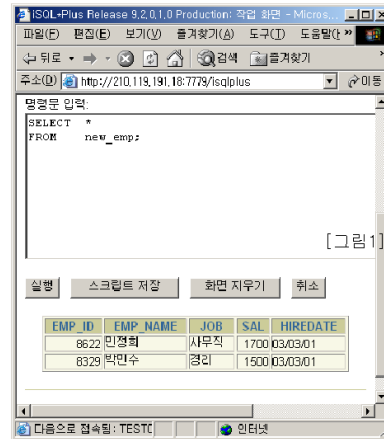 iSQL*Plus Release 9.2.0.1.0 Production: 작업 화면 - Micros...
파일(F) 편집(E) 보기(V) 즐겨찾기(A) 도구(T) 도움말(H) »
뒤로 검색 즐겨찾기 »
주소(D) http://210.119.191.18:7779/isqlplus 이동
명령문 입력:
SELECT *
FROM new_emp;
[그림1]
실행 스크립트 저장 화면 지우기 취소
EMP_ID EMP_NAME JOB SAL HIREDATE
8622 민정희 사무직 1700 03/03/01
8329 박민수 경리 1500 03/03/01
다음으로 접속됨: TESTC 인터넷